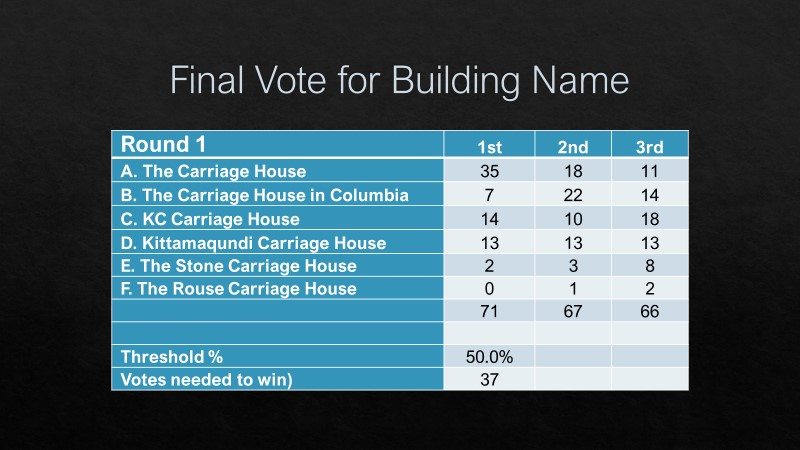 Final Vote for Building Name
Round 1 1st 2nd 3rd
A. The Carriage House 35 18 11
B. The Carriage House in Columbia 7 22 14
C. KC Carriage House 14 10 18
D. Kittamaqundi Carriage House 13 13 13
E. The Stone Carriage House 2 3 8
F. The Rouse Carriage House 0 1 2
71 67 66
Threshold % 50.0%
Votes needed to win) 37